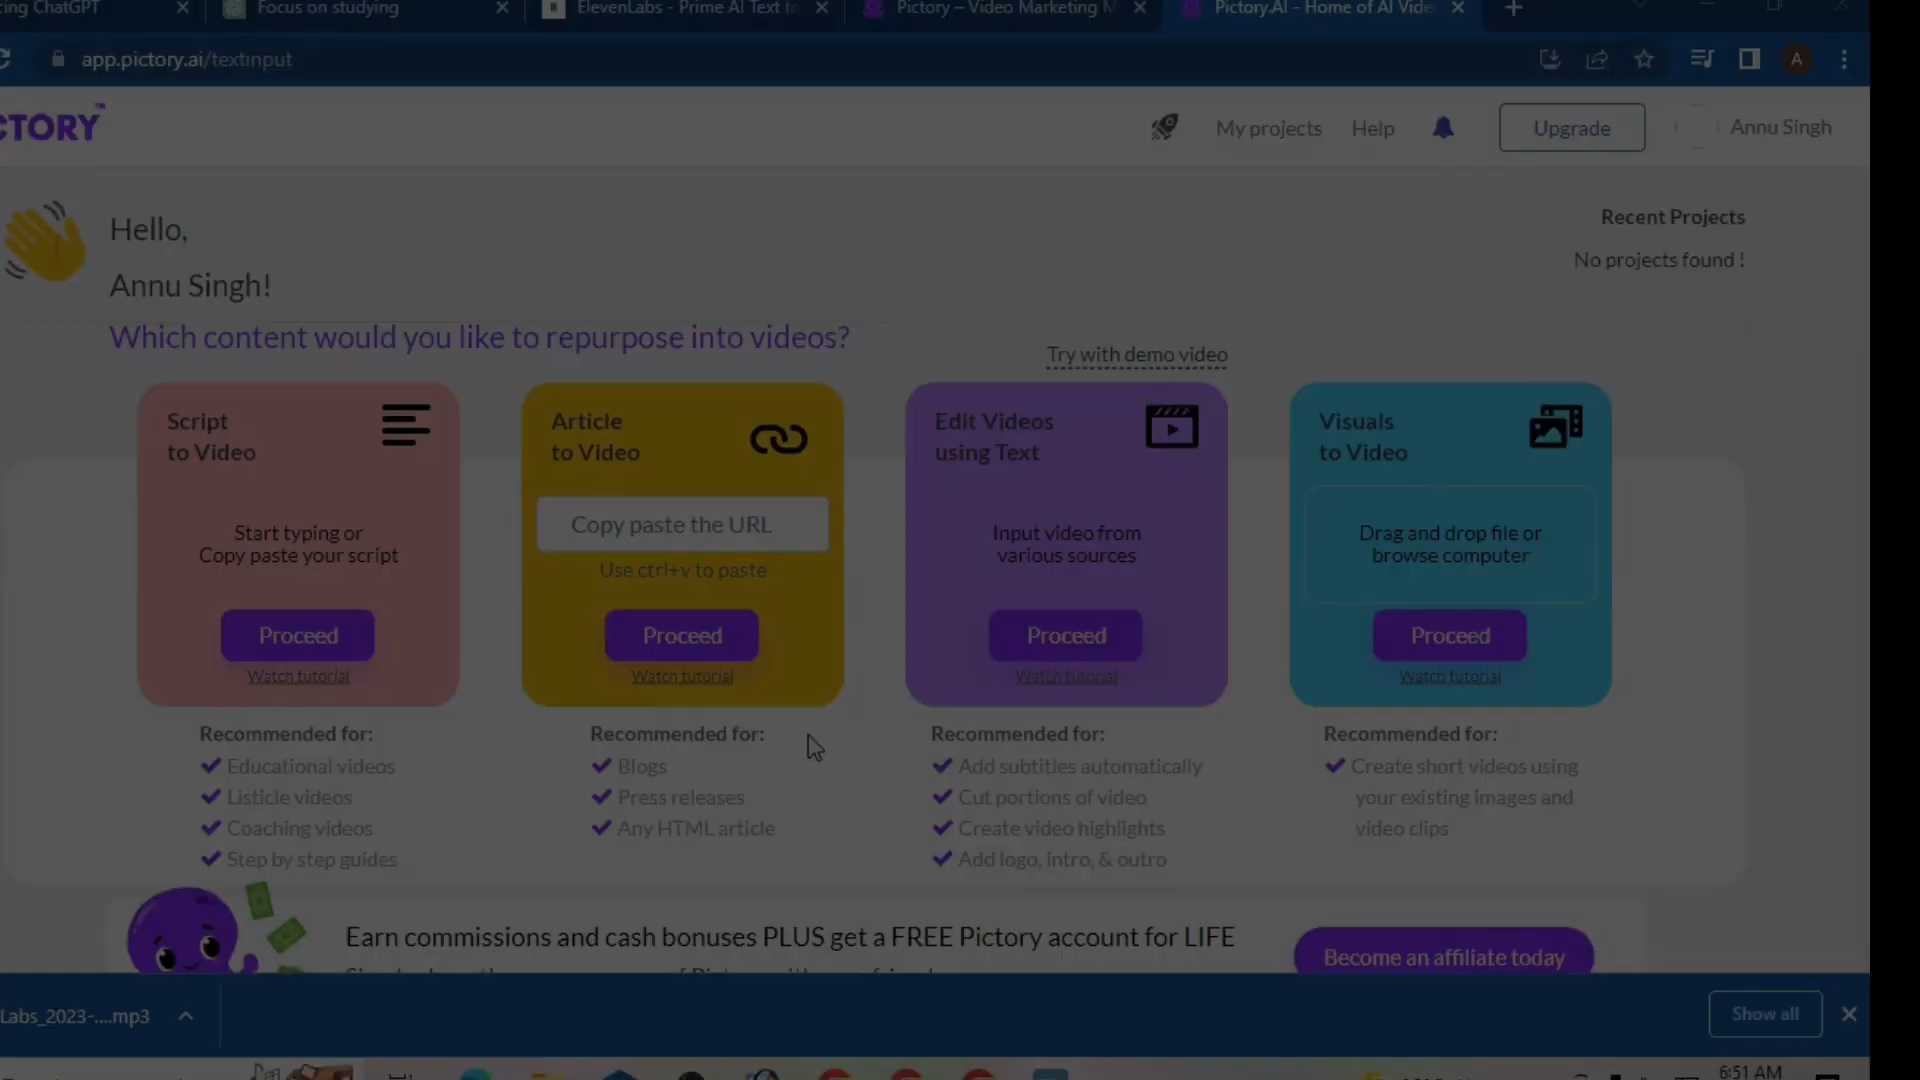 cing ChatGPT
Focus on studying
ElevenLabs - Prime AI Text to
Pictory – Video Marketing M
Pictory.AI - Home of AI Vide
app.pictory.ai/textinput
CTORY™
My projects
Help
Upgrade
Annu Singh
Hello,
Annu Singh!
Recent Projects
No projects found !
Which content would you like to repurpose into videos?
Try with demo video
Script
to Video
Start typing or
Copy paste your script
Proceed
Watch tutorial
Article
to Video
Copy paste the URL
Use ctrl+v to paste
Proceed
Watch tutorial
Edit Videos
using Text
Input video from
various sources
Proceed
Watch tutorial
Visuals
to Video
Drag and drop file or
browse computer
Proceed
Watch tutorial
Recommended for:
Educational videos
Listicle videos
Coaching videos
Step by step guides
Recommended for:
Blogs
Press releases
Any HTML article
Recommended for:
Add subtitles automatically
Cut portions of video
Create video highlights
Add logo, intro, & outro
Recommended for:
Create short videos using
your existing images and
video clips
Earn commissions and cash bonuses PLUS get a FREE Pictory account for LIFE
Become an affiliate today
Labs_2023-....mp3
Show all
6:51 AM